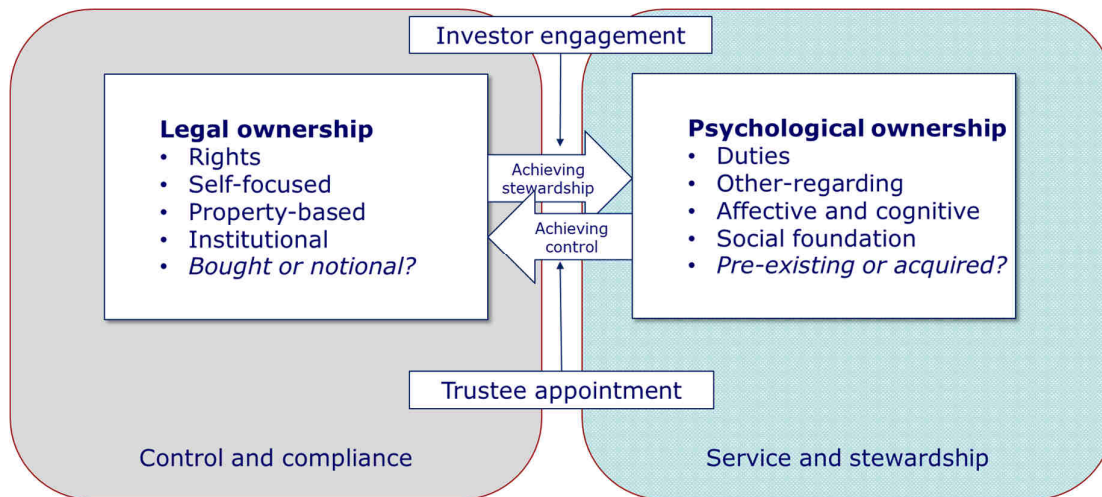 Investor engagement
Legal ownership
• Rights
• Self-focused
• Property-based
• Institutional
• Bought or notional?
Achieving
stewardship
Achieving
control
Psychological ownership
• Duties
• Other-regarding
• Affective and cognitive
• Social foundation
• Pre-existing or acquired?
Trustee appointment
Control and compliance
Service and stewardship